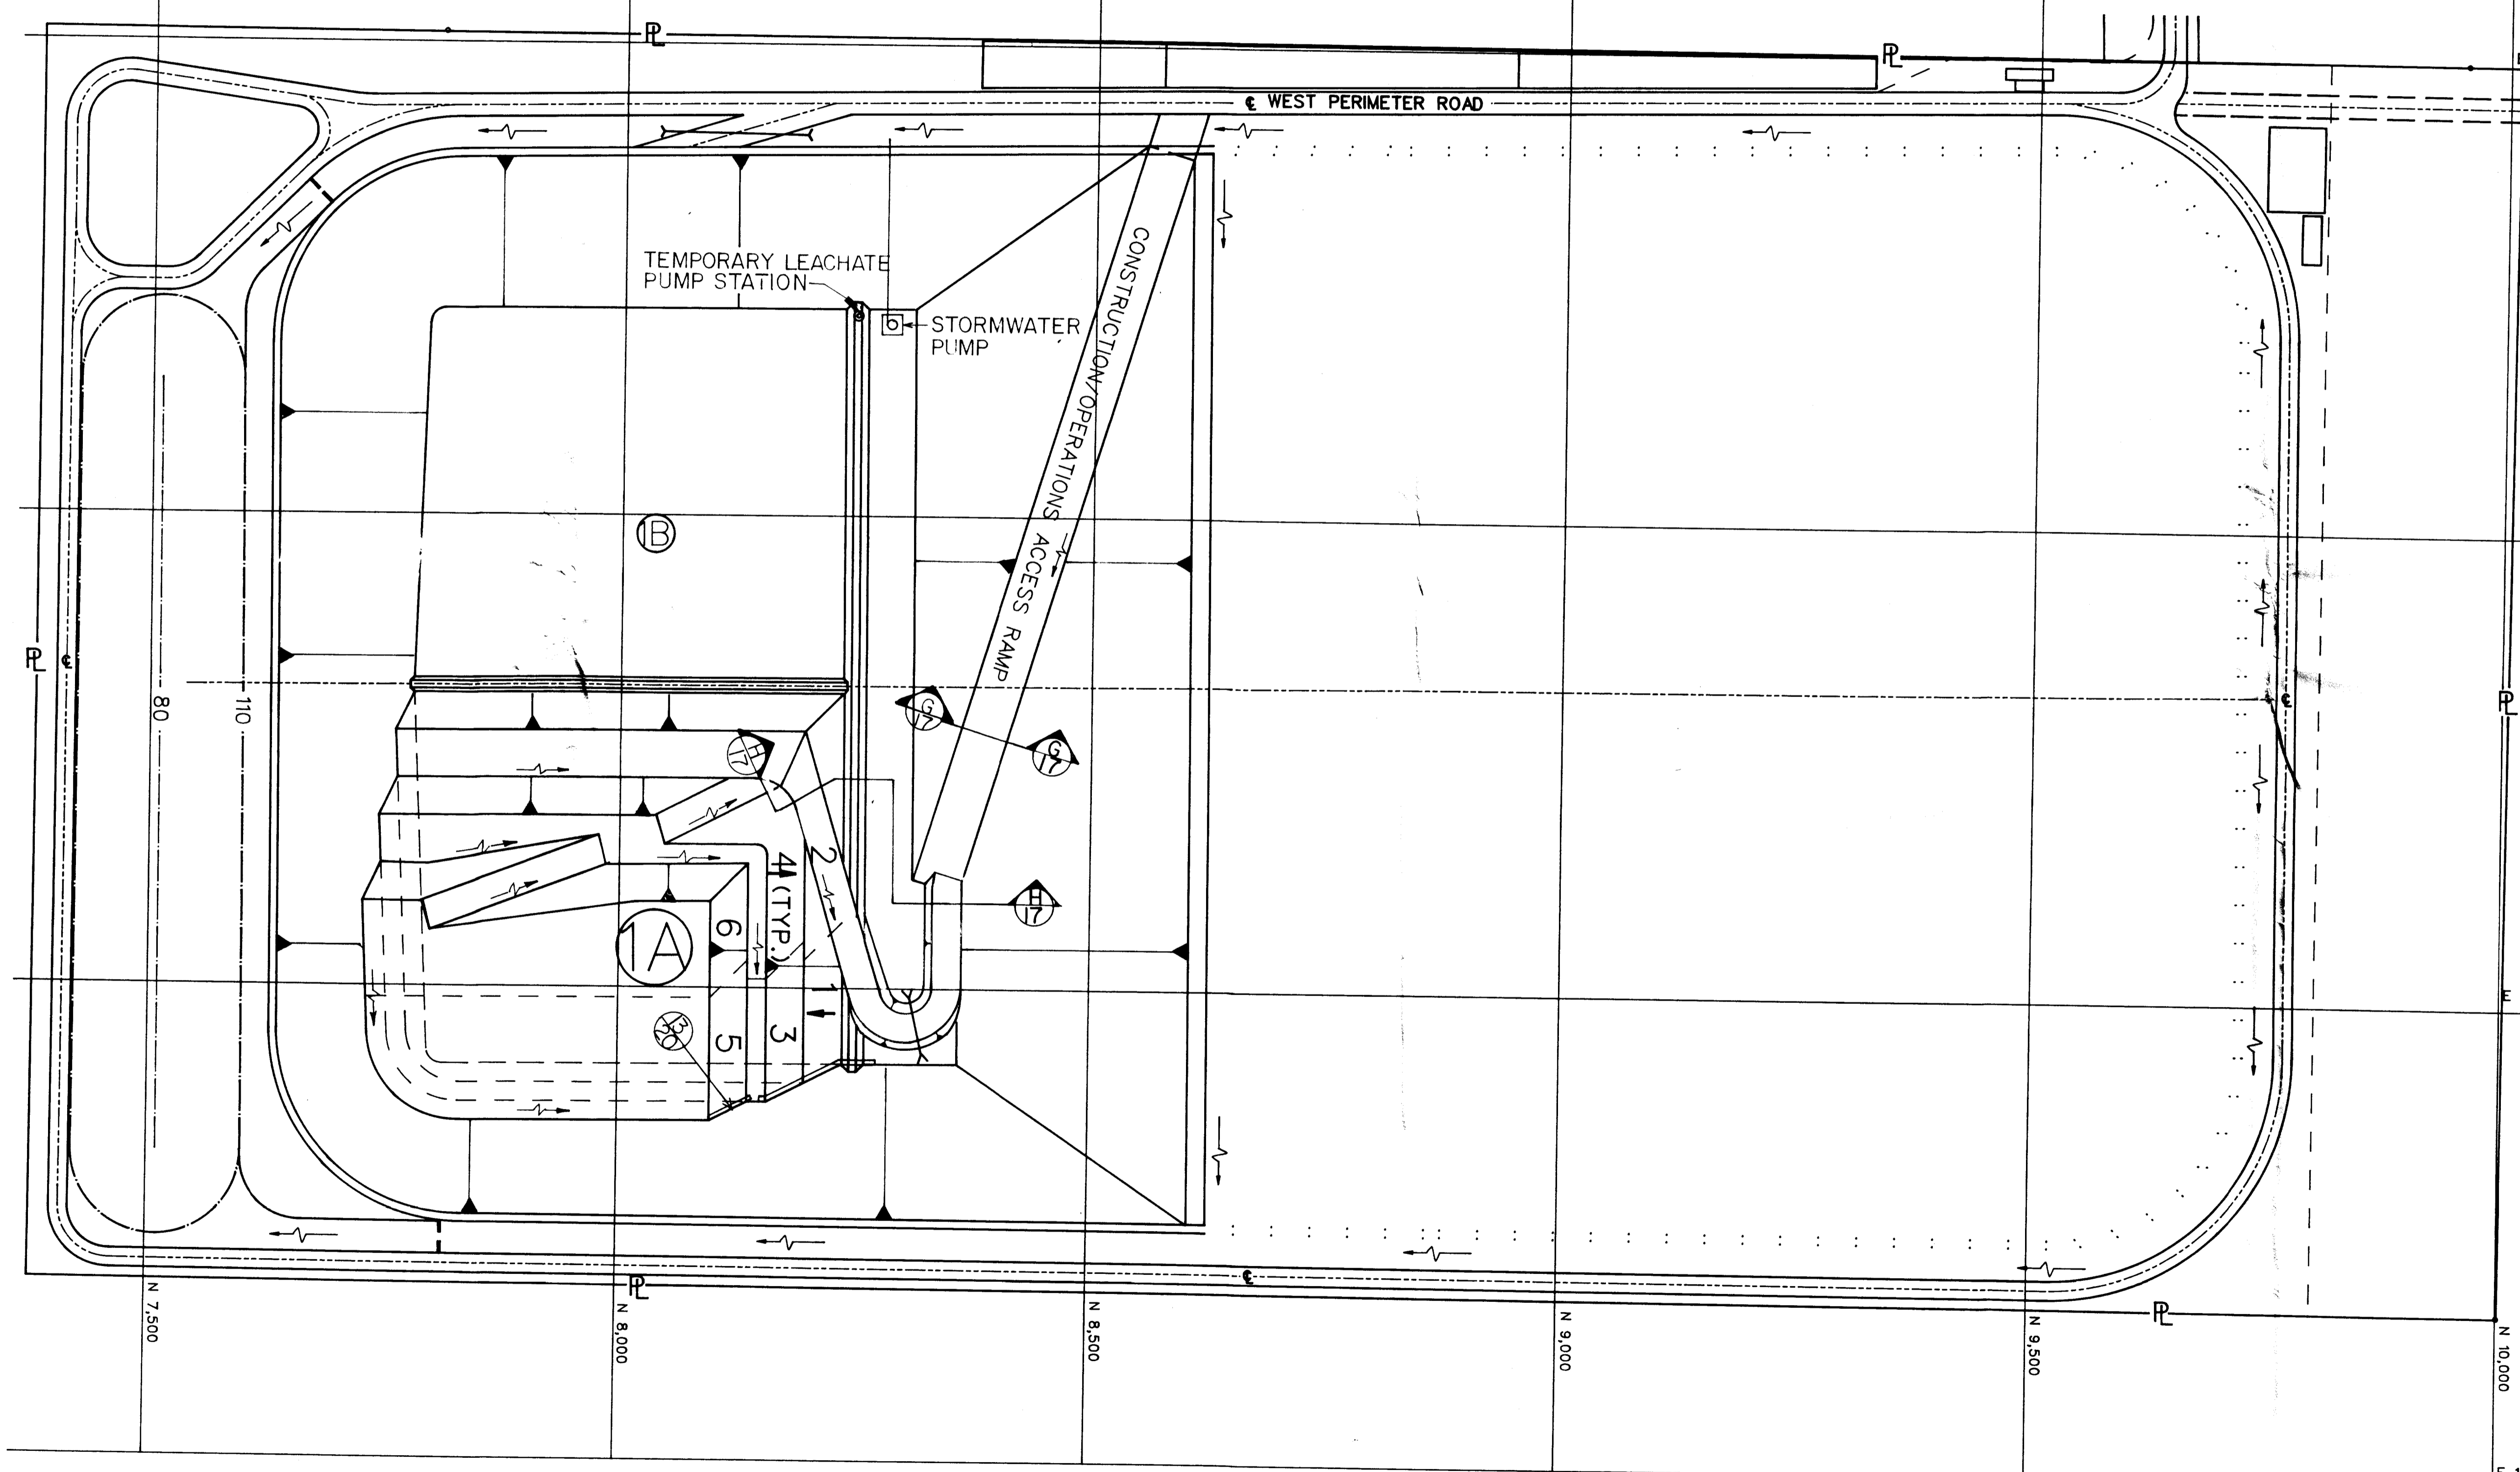 PL
PL
℄ WEST PERIMETER ROAD
TEMPORARY LEACHATE
PUMP STATION
STORMWATER
PUMP
CONSTRUCTION/OPERATIONS ACCESS RAMP
1B
PL
℄
80
110
G
17
G
17
H
17
H
17
℄
PL
2
4 (TYP.)
6
1A
1
3
5
13
26
E
℄
PL
PL
N 7,500
N 8,000
N 8,500
N 9,000
N 9,500
N 10,000